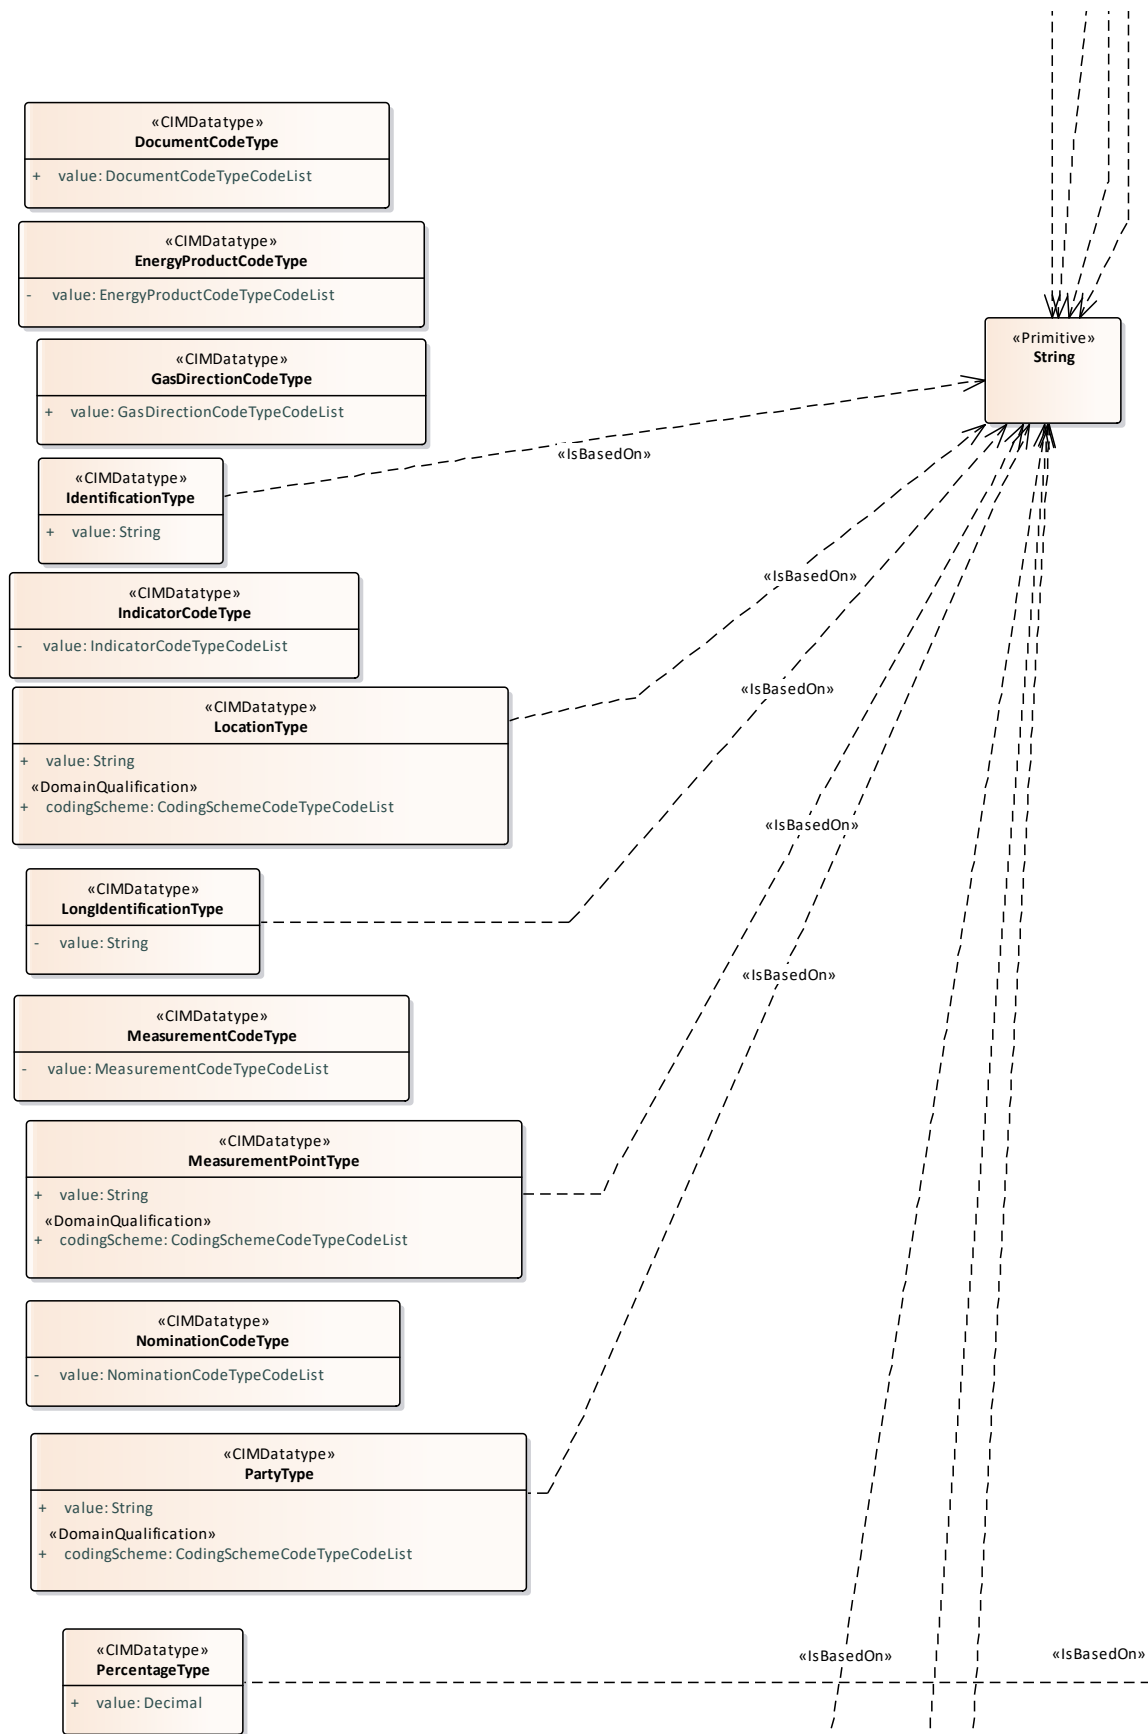 «CIMDatatype»
DocumentCodeType
+ value: DocumentCodeTypeCodeList
«CIMDatatype»
EnergyProductCodeType
- value: EnergyProductCodeTypeCodeList
«Primitive»
String
«CIMDatatype»
GasDirectionCodeType
+ value: GasDirectionCodeTypeCodeList
«IsBasedOn»
«CIMDatatype»
IdentificationType
+ value: String
«IsBasedOn»
«CIMDatatype»
IndicatorCodeType
- value: IndicatorCodeTypeCodeList
«IsBasedOn»
«CIMDatatype»
LocationType
+ value: String
«DomainQualification»
+ codingScheme: CodingSchemeCodeTypeCodeList
«IsBasedOn»
«CIMDatatype»
LongIdentificationType
- value: String
«IsBasedOn»
«CIMDatatype»
MeasurementCodeType
- value: MeasurementCodeTypeCodeList
«CIMDatatype»
MeasurementPointType
+ value: String
«DomainQualification»
+ codingScheme: CodingSchemeCodeTypeCodeList
«CIMDatatype»
NominationCodeType
- value: NominationCodeTypeCodeList
«CIMDatatype»
PartyType
+ value: String
«DomainQualification»
+ codingScheme: CodingSchemeCodeTypeCodeList
«CIMDatatype»
PercentageType
+ value: Decimal
«IsBasedOn»
«IsBasedOn»